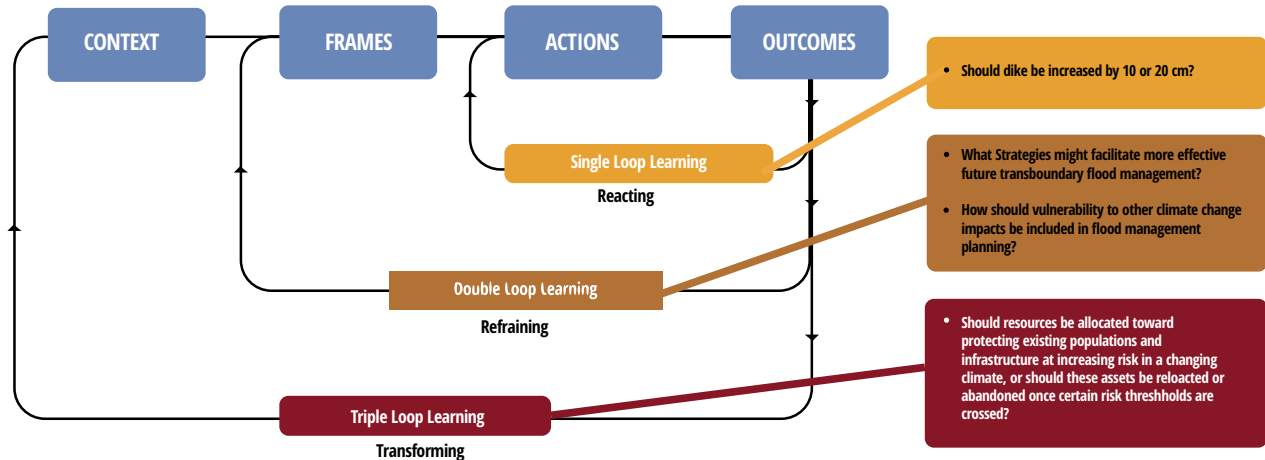 CONTEXT
FRAMES
ACTIONS
OUTCOMES
• Should dike be increased by 10 or 20 cm?
Single Loop Learning
Reacting
• What Strategies might facilitate more effective
future transboundary flood management?
• How should vulnerability to other climate change
impacts be included in flood management
planning?
Double Loop Learning
Refraining
• Should resources be allocated toward
protecting existing populations and
infrastructure at increasing risk in a changing
climate, or should these assets be reloacted or
abandoned once certain risk threshholds are
crossed?
Triple Loop Learning
Transforming